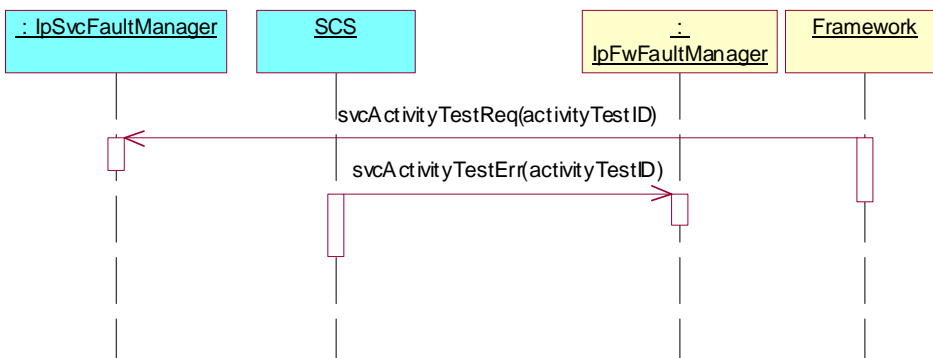 : IpSvcFaultManager
SCS
:
IpFwFaultManager
Framework
svcActivityTestReq(activityTestID)
svcActivityTestErr(activityTestID)